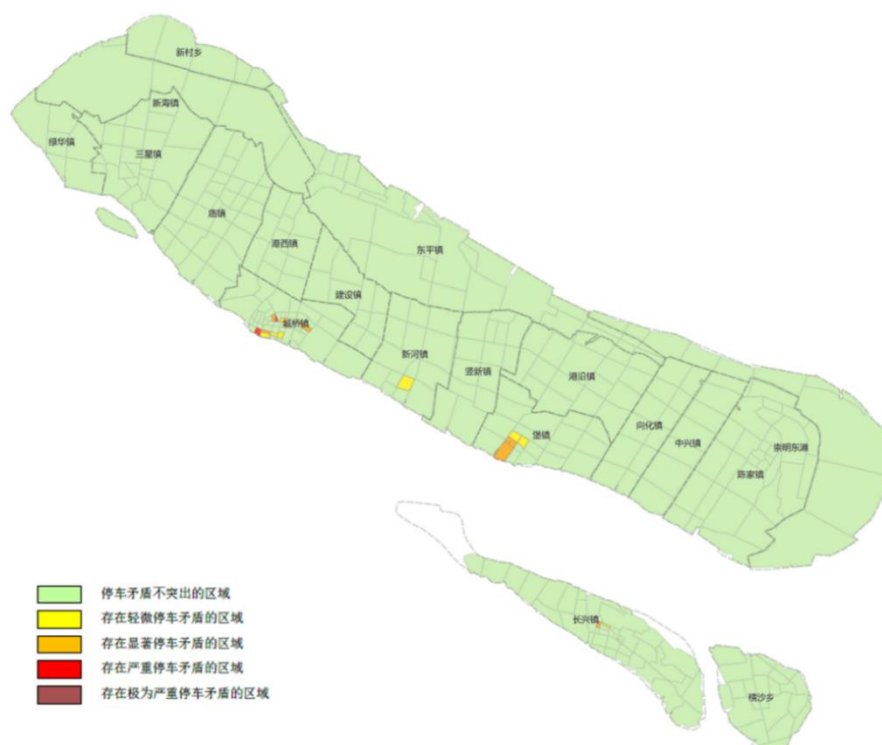 新村乡
新海镇
绿华镇
三星镇
庙镇
港西镇
东平镇
建设镇
城桥镇
新河镇
竖新镇
港沿镇
堡镇
向化镇
中兴镇
崇明东滩
陈家镇
长兴镇
横沙乡
停车矛盾不突出的区域
存在轻微停车矛盾的区域
存在显著停车矛盾的区域
存在严重停车矛盾的区域
存在极为严重停车矛盾的区域